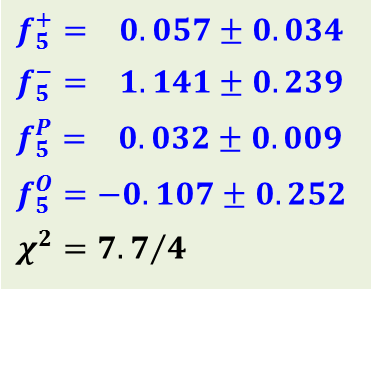 f₅⁺ = 0.057 ± 0.034
f₅⁻ = 1.141 ± 0.239
f₅ᴾ = 0.032 ± 0.009
f₅ᴼ = −0.107 ± 0.252
χ² = 7.7/4